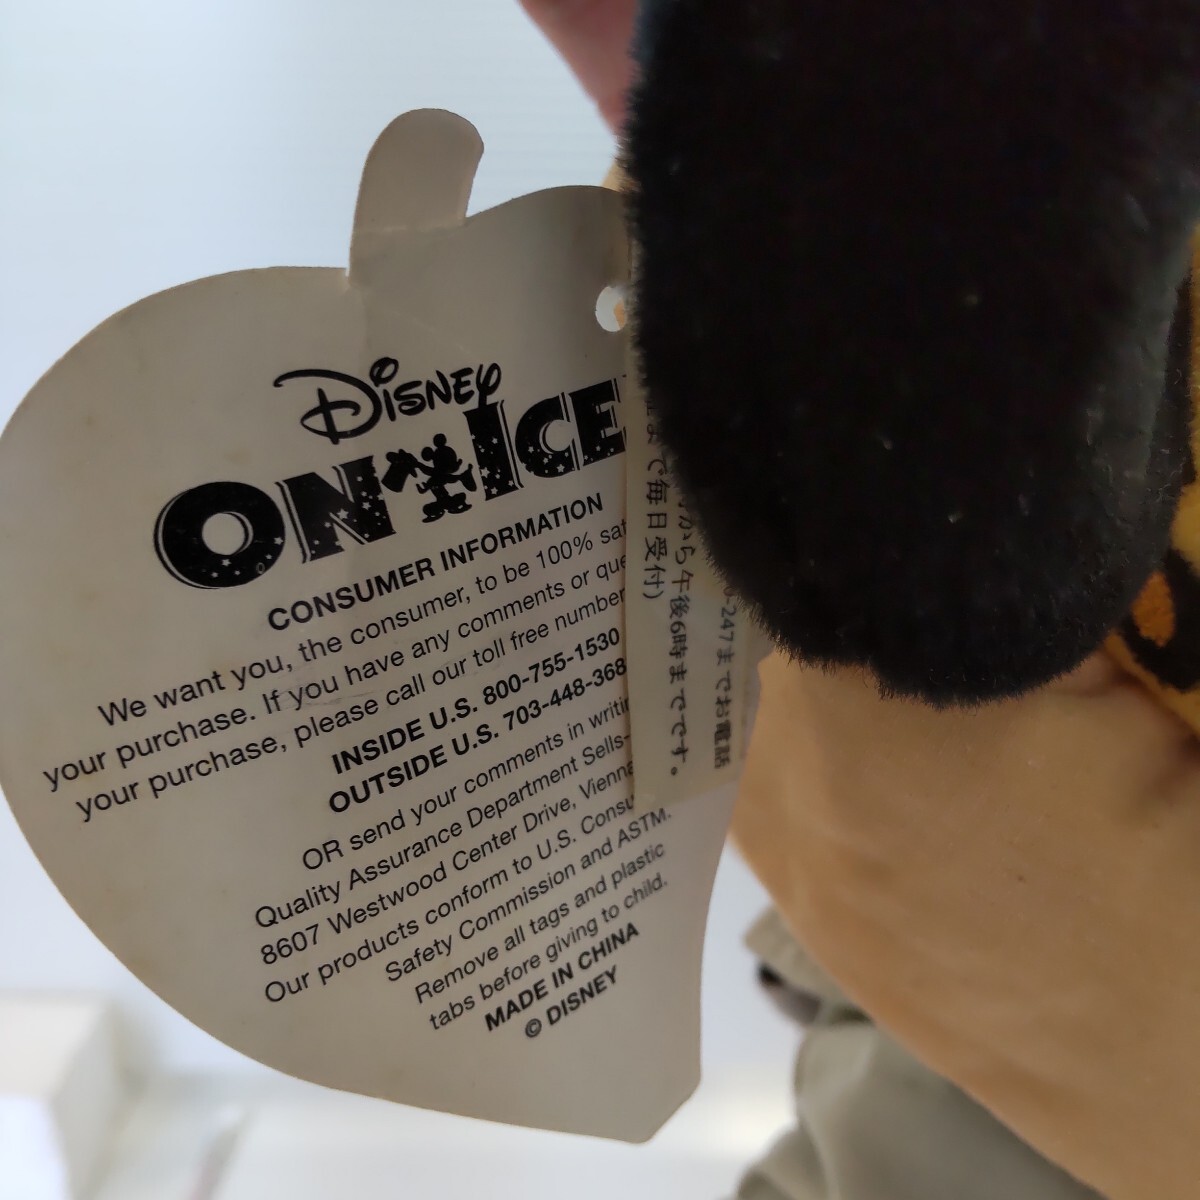 DISNEY
ON ICE
CONSUMER INFORMATION
We want you, the consumer, to be 100%
your purchase. If you have any comments or
your purchase, please call our toll free number
INSIDE U.S. 800-755-1530
OUTSIDE U.S. 703-448-368
OR send your comments in
Quality Assurance Department Sells-
8607 Westwood Center Drive, Vienna
Our products conform to U.S.
Safety Commission and ASTM.
Remove all tags and plastic
tabs before giving to child.
MADE IN CHINA
© DISNEY
-247までお電話
から午後6時までです。
まで毎日受付)